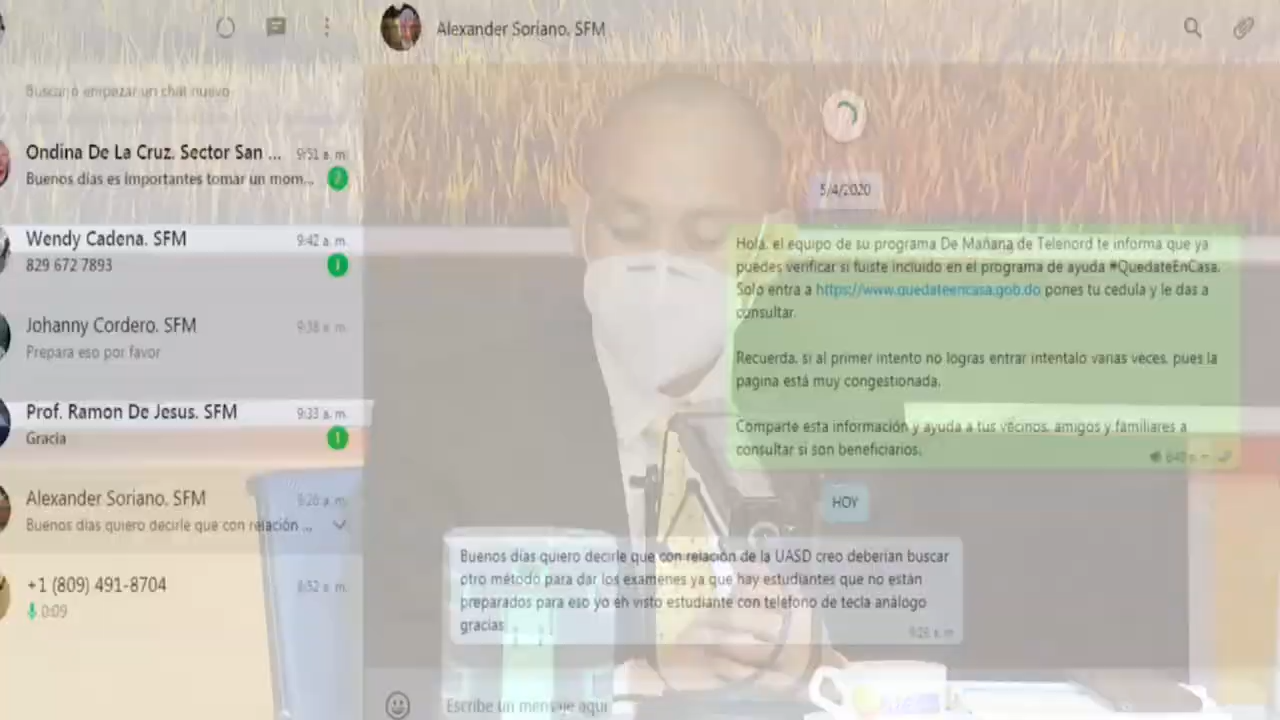 Alexander Soriano. SFM
Buscar o empezar un chat nuevo
Ondina De La Cruz. Sector San ...
9:51 a. m.
Buenos días es importantes tomar un mom...
2
Wendy Cadena. SFM
9:42 a. m.
829 672 7893
1
Johanny Cordero. SFM
9:38 a. m.
Prepara eso por favor
Prof. Ramon De Jesus. SFM
9:33 a. m.
Gracia
1
Alexander Soriano. SFM
9:26 a. m.
Buenos días quiero decirle que con relación ...
+1 (809) 491-8704
8:52 a. m.
0:09
5/4/2020
Hola, el equipo de su programa De Mañana de Telenord te informa que ya
puedes verificar si fuiste incluido en el programa de ayuda #QuedateEnCasa.
Solo entra a https://www.quedateencasa.gob.do pones tu cedula y le das a
consultar.
Recuerda, si al primer intento no logras entrar intentalo varias veces, pues la
pagina está muy congestionada.
Comparte esta información y ayuda a tus vecinos, amigos y familiares a
consultar si son beneficiarios.
HOY
Buenos días quiero decirle que con relación de la UASD creo deberían buscar
otro método para dar los examenes ya que hay estudiantes que no están
preparados para eso yo eh visto estudiante con telefono de tecla análogo
gracias
9:26 a. m.
Escribe un mensaje aquí